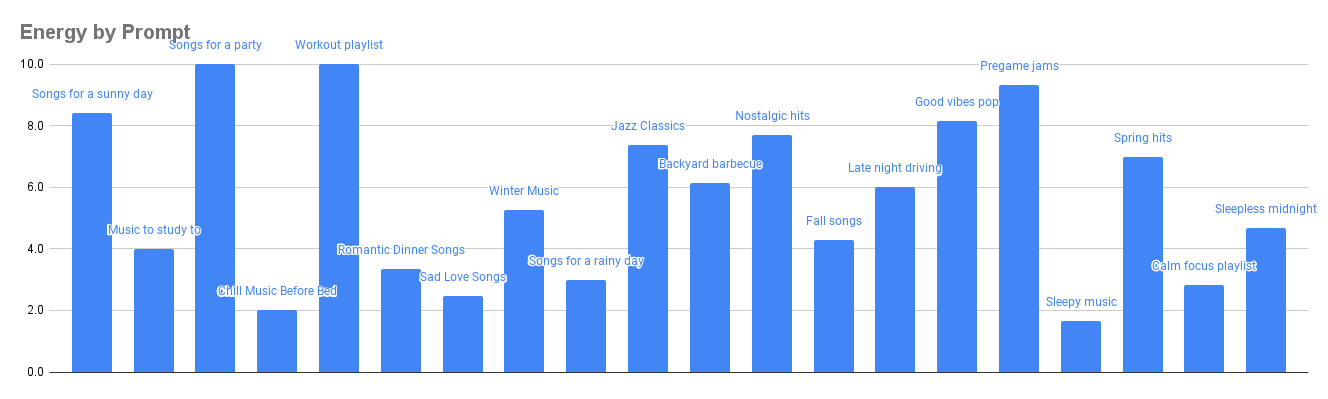 Energy by Prompt
10.0
8.0
6.0
4.0
2.0
0.0
Songs for a sunny day
Music to study to
Songs for a party
Chill Music Before Bed
Workout playlist
Romantic Dinner Songs
Sad Love Songs
Winter Music
Songs for a rainy day
Jazz Classics
Backyard barbecue
Nostalgic hits
Fall songs
Late night driving
Good vibes pop
Pregame jams
Sleepy music
Spring hits
Calm focus playlist
Sleepless midnight